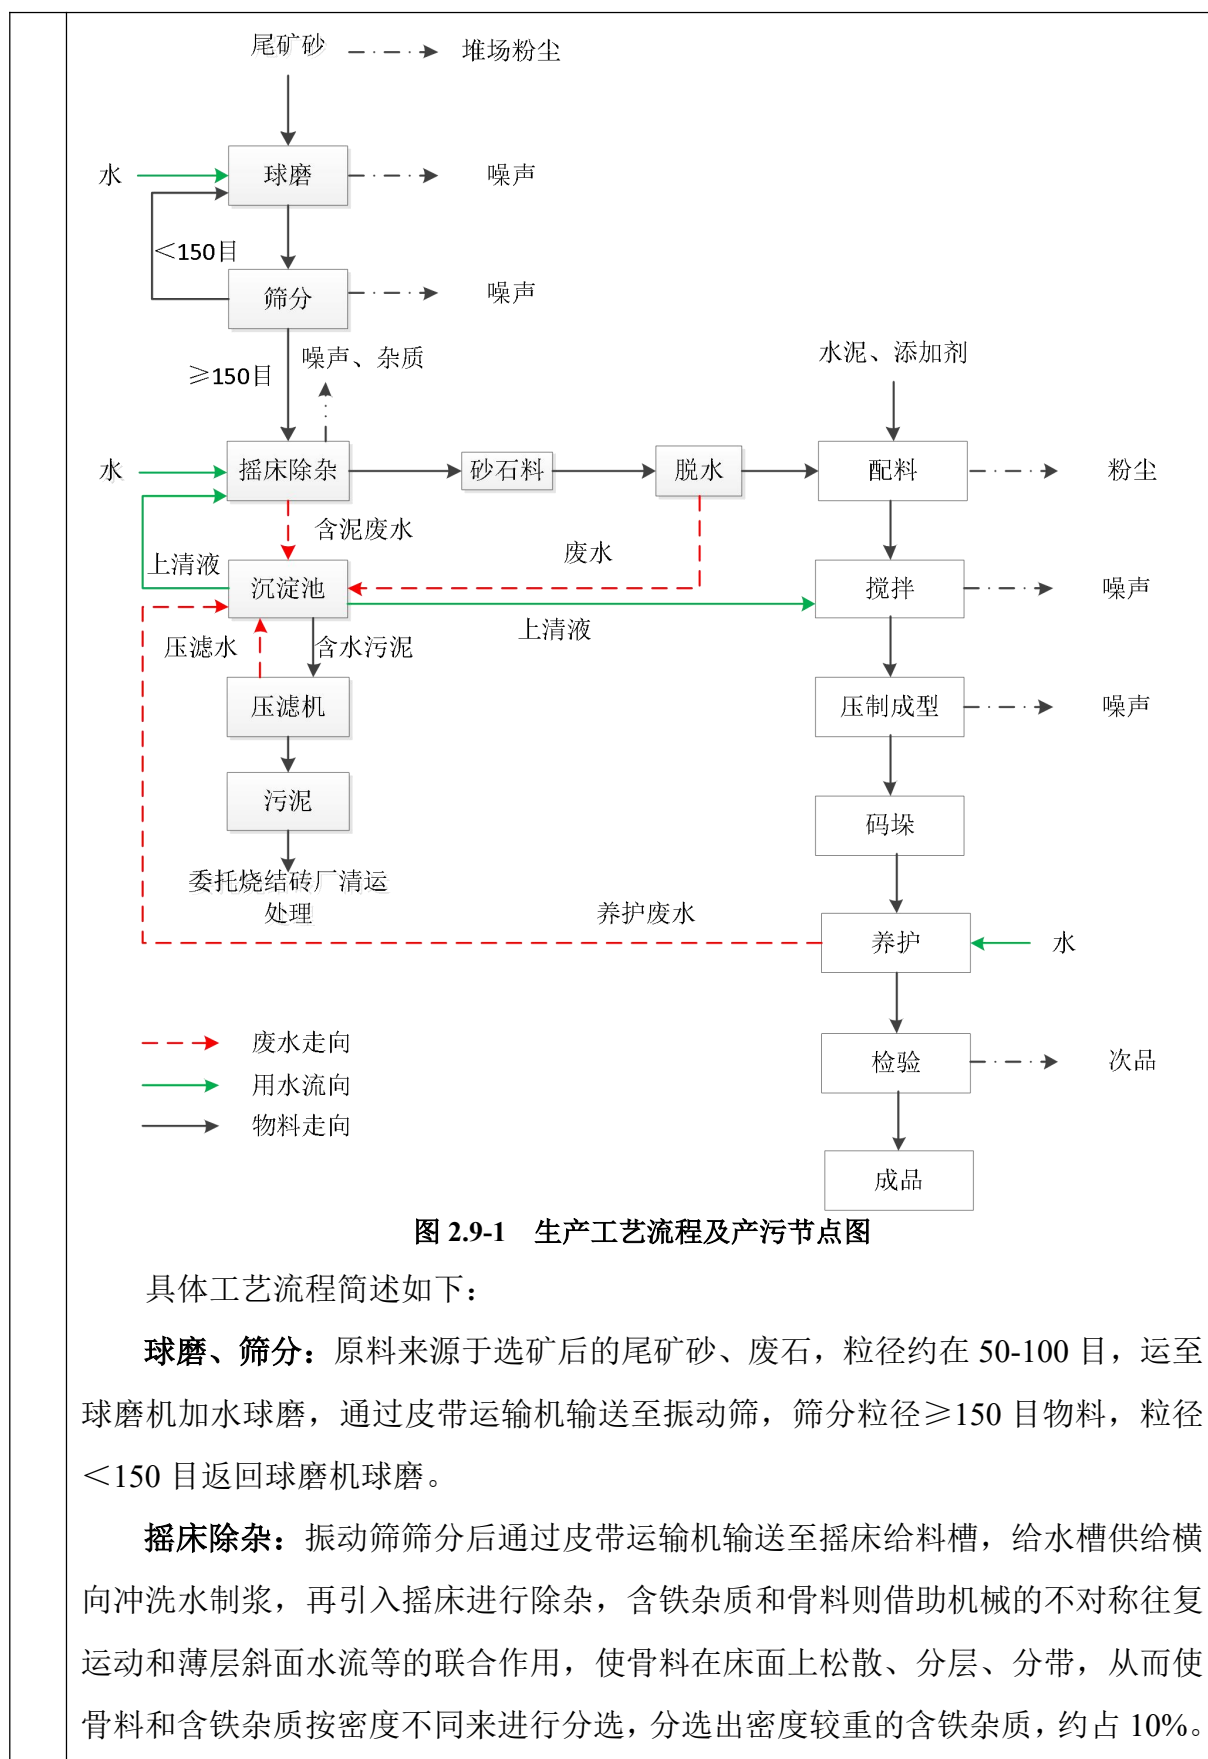 尾矿砂
堆场粉尘
水
球磨
噪声
＜150目
筛分
噪声
≥150目
噪声、杂质
水泥、添加剂
水
摇床除杂
砂石料
脱水
配料
粉尘
含泥废水
废水
上清液
沉淀池
上清液
搅拌
噪声
压滤水
含水污泥
压滤机
压制成型
噪声
污泥
码垛
委托烧结砖厂清运
处理
养护废水
养护
水
废水走向
用水流向
物料走向
检验
次品
成品
图 2.9-1 生产工艺流程及产污节点图
具体工艺流程简述如下：
球磨、筛分：原料来源于选矿后的尾矿砂、废石，粒径约在 50-100 目，运至
球磨机加水球磨，通过皮带运输机输送至振动筛，筛分粒径≥150 目物料，粒径
＜150 目返回球磨机球磨。
摇床除杂：振动筛筛分后通过皮带运输机输送至摇床给料槽，给水槽供给横
向冲洗水制浆，再引入摇床进行除杂，含铁杂质和骨料则借助机械的不对称往复
运动和薄层斜面水流等的联合作用，使骨料在床面上松散、分层、分带，从而使
骨料和含铁杂质按密度不同来进行分选，分选出密度较重的含铁杂质，约占 10%。